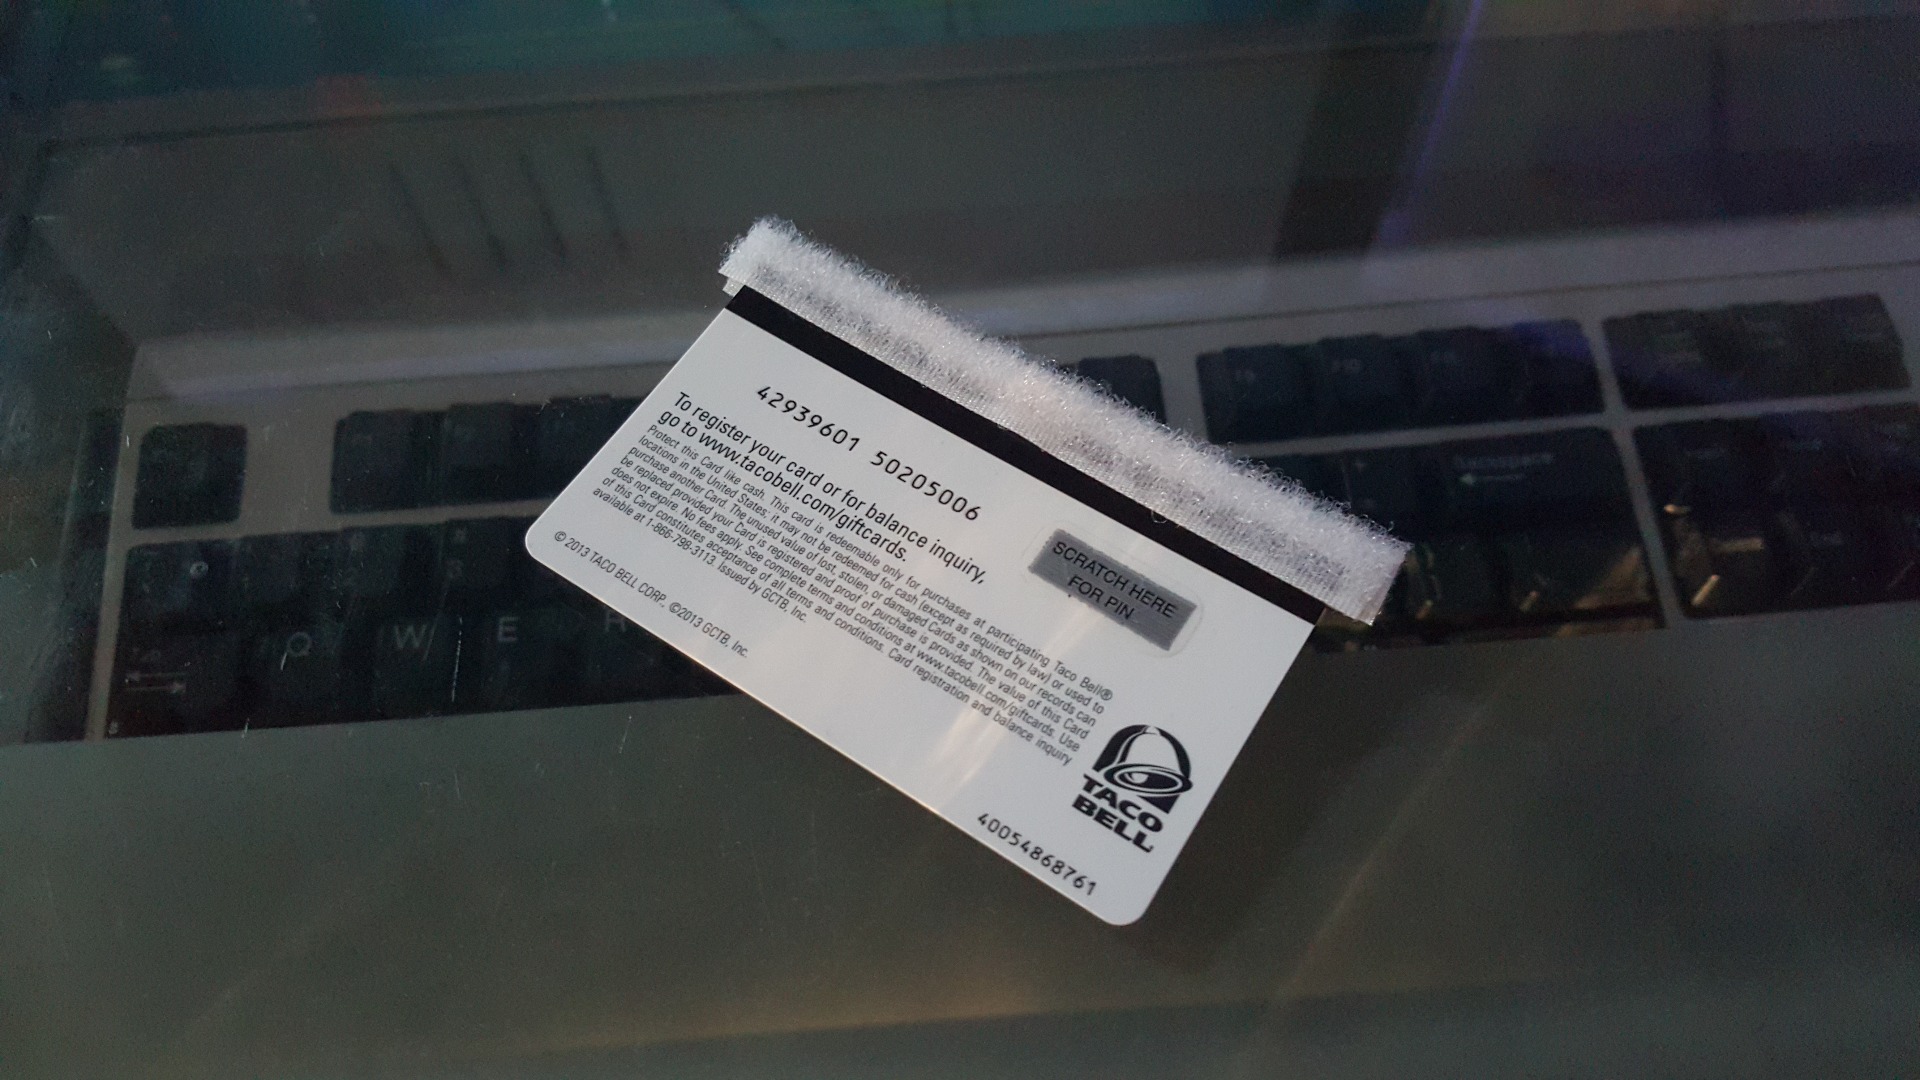 42939601 50205006
To register your card or for balance inquiry,
go to www.tacobell.com/giftcards.
Protect this Card like cash. This card is redeemable only for purchases at participating Taco Bell®
locations in the United States; it may not be redeemed for cash (except as required by law) or used to
purchase another Card. The unused value of lost, stolen, or damaged Cards as shown on our records can
be replaced provided your Card is registered and proof of purchase is provided. The value of this Card
does not expire. No fees apply. See complete terms and conditions at www.tacobell.com/giftcards. Use
of this Card constitutes acceptance of all terms and conditions. Card registration and balance inquiry
available at 1-866-798-3113. Issued by GCTB, Inc.
© 2013 TACO BELL CORP. ©2013 GCTB, Inc.
SCRATCH HERE
FOR PIN
TACO
BELL
40054868761
Backspace
Q W E R